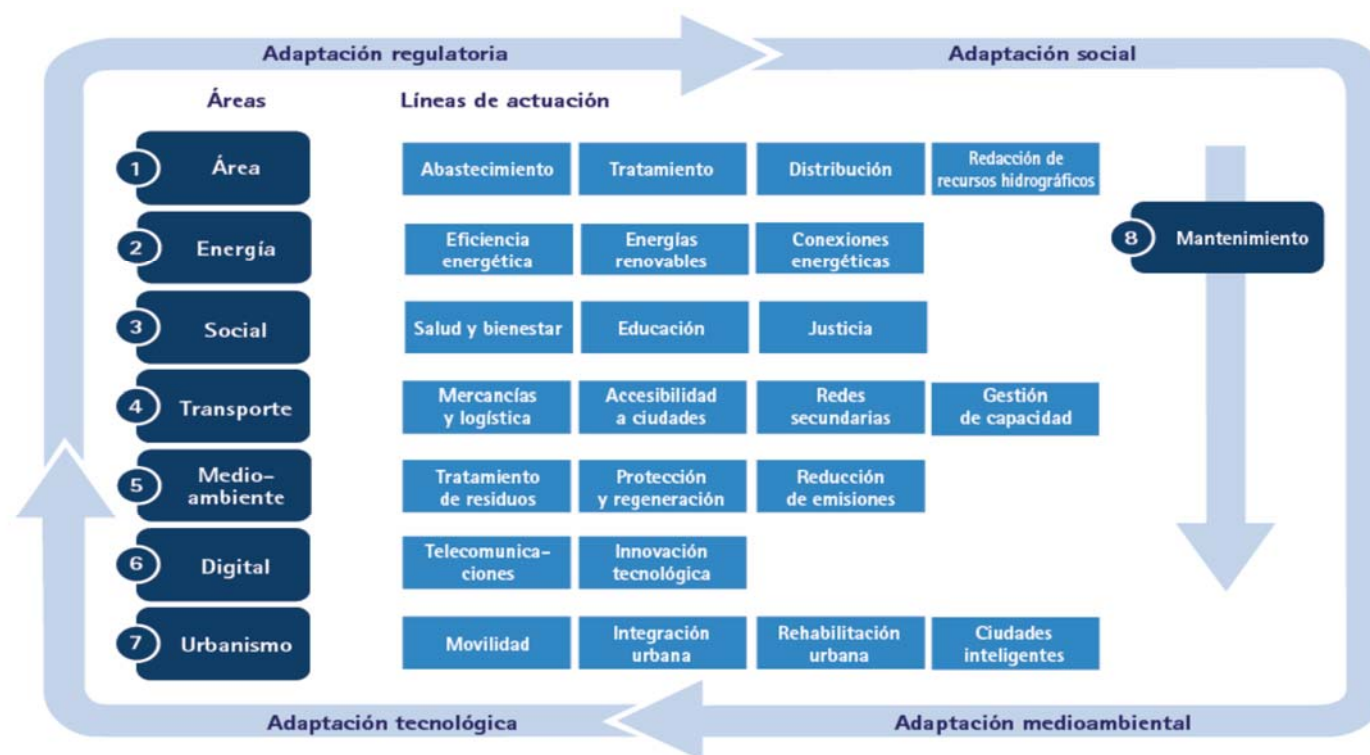 Adaptación regulatoria
Adaptación social
Áreas
Líneas de actuación
1
Área
Abastecimiento
Tratamiento
Distribución
Redacción de
recursos hidrográficos
8
Mantenimiento
2
Energía
Eficiencia
energética
Energías
renovables
Conexiones
energéticas
3
Social
Salud y bienestar
Educación
Justicia
4
Transporte
Mercancías
y logística
Accesibilidad
a ciudades
Redes
secundarias
Gestión
de capacidad
5
Medio-
ambiente
Tratamiento
de residuos
Protección
y regeneración
Reducción
de emisiones
6
Digital
Telecomunica-
ciones
Innovación
tecnológica
7
Urbanismo
Movilidad
Integración
urbana
Rehabilitación
urbana
Ciudades
inteligentes
Adaptación tecnológica
Adaptación medioambiental